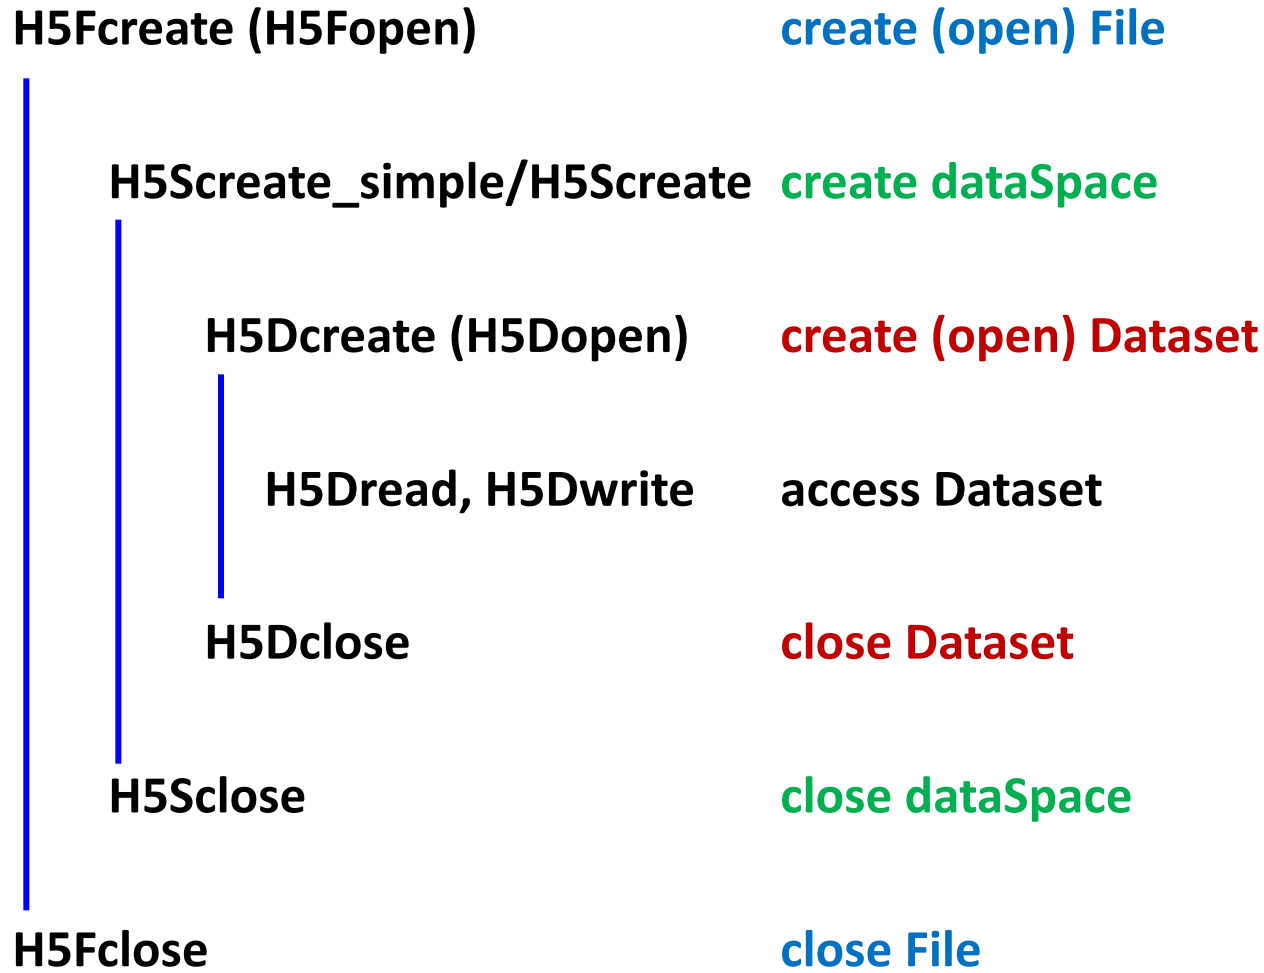 H5Fcreate (H5Fopen) create (open) File
H5Screate_simple/H5Screate create dataSpace
H5Dcreate (H5Dopen) create (open) Dataset
H5Dread, H5Dwrite access Dataset
H5Dclose close Dataset
H5Sclose close dataSpace
H5Fclose close File